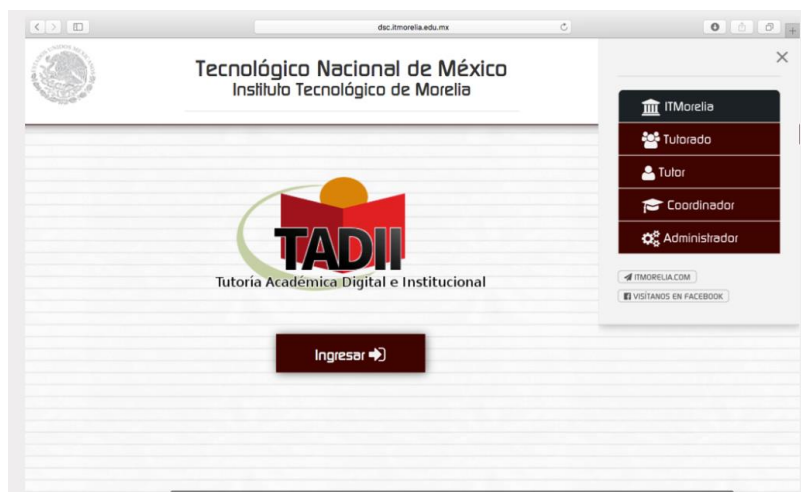 dsc.itmorelia.edu.mx
Tecnológico Nacional de México
Instituto Tecnológico de Morelia
TADII
Tutoría Académica Digital e Institucional
Ingresar
ITMorelia
Tutorado
Tutor
Coordinador
Administrador
ITMORELIA.COM
VISÍTANOS EN FACEBOOK